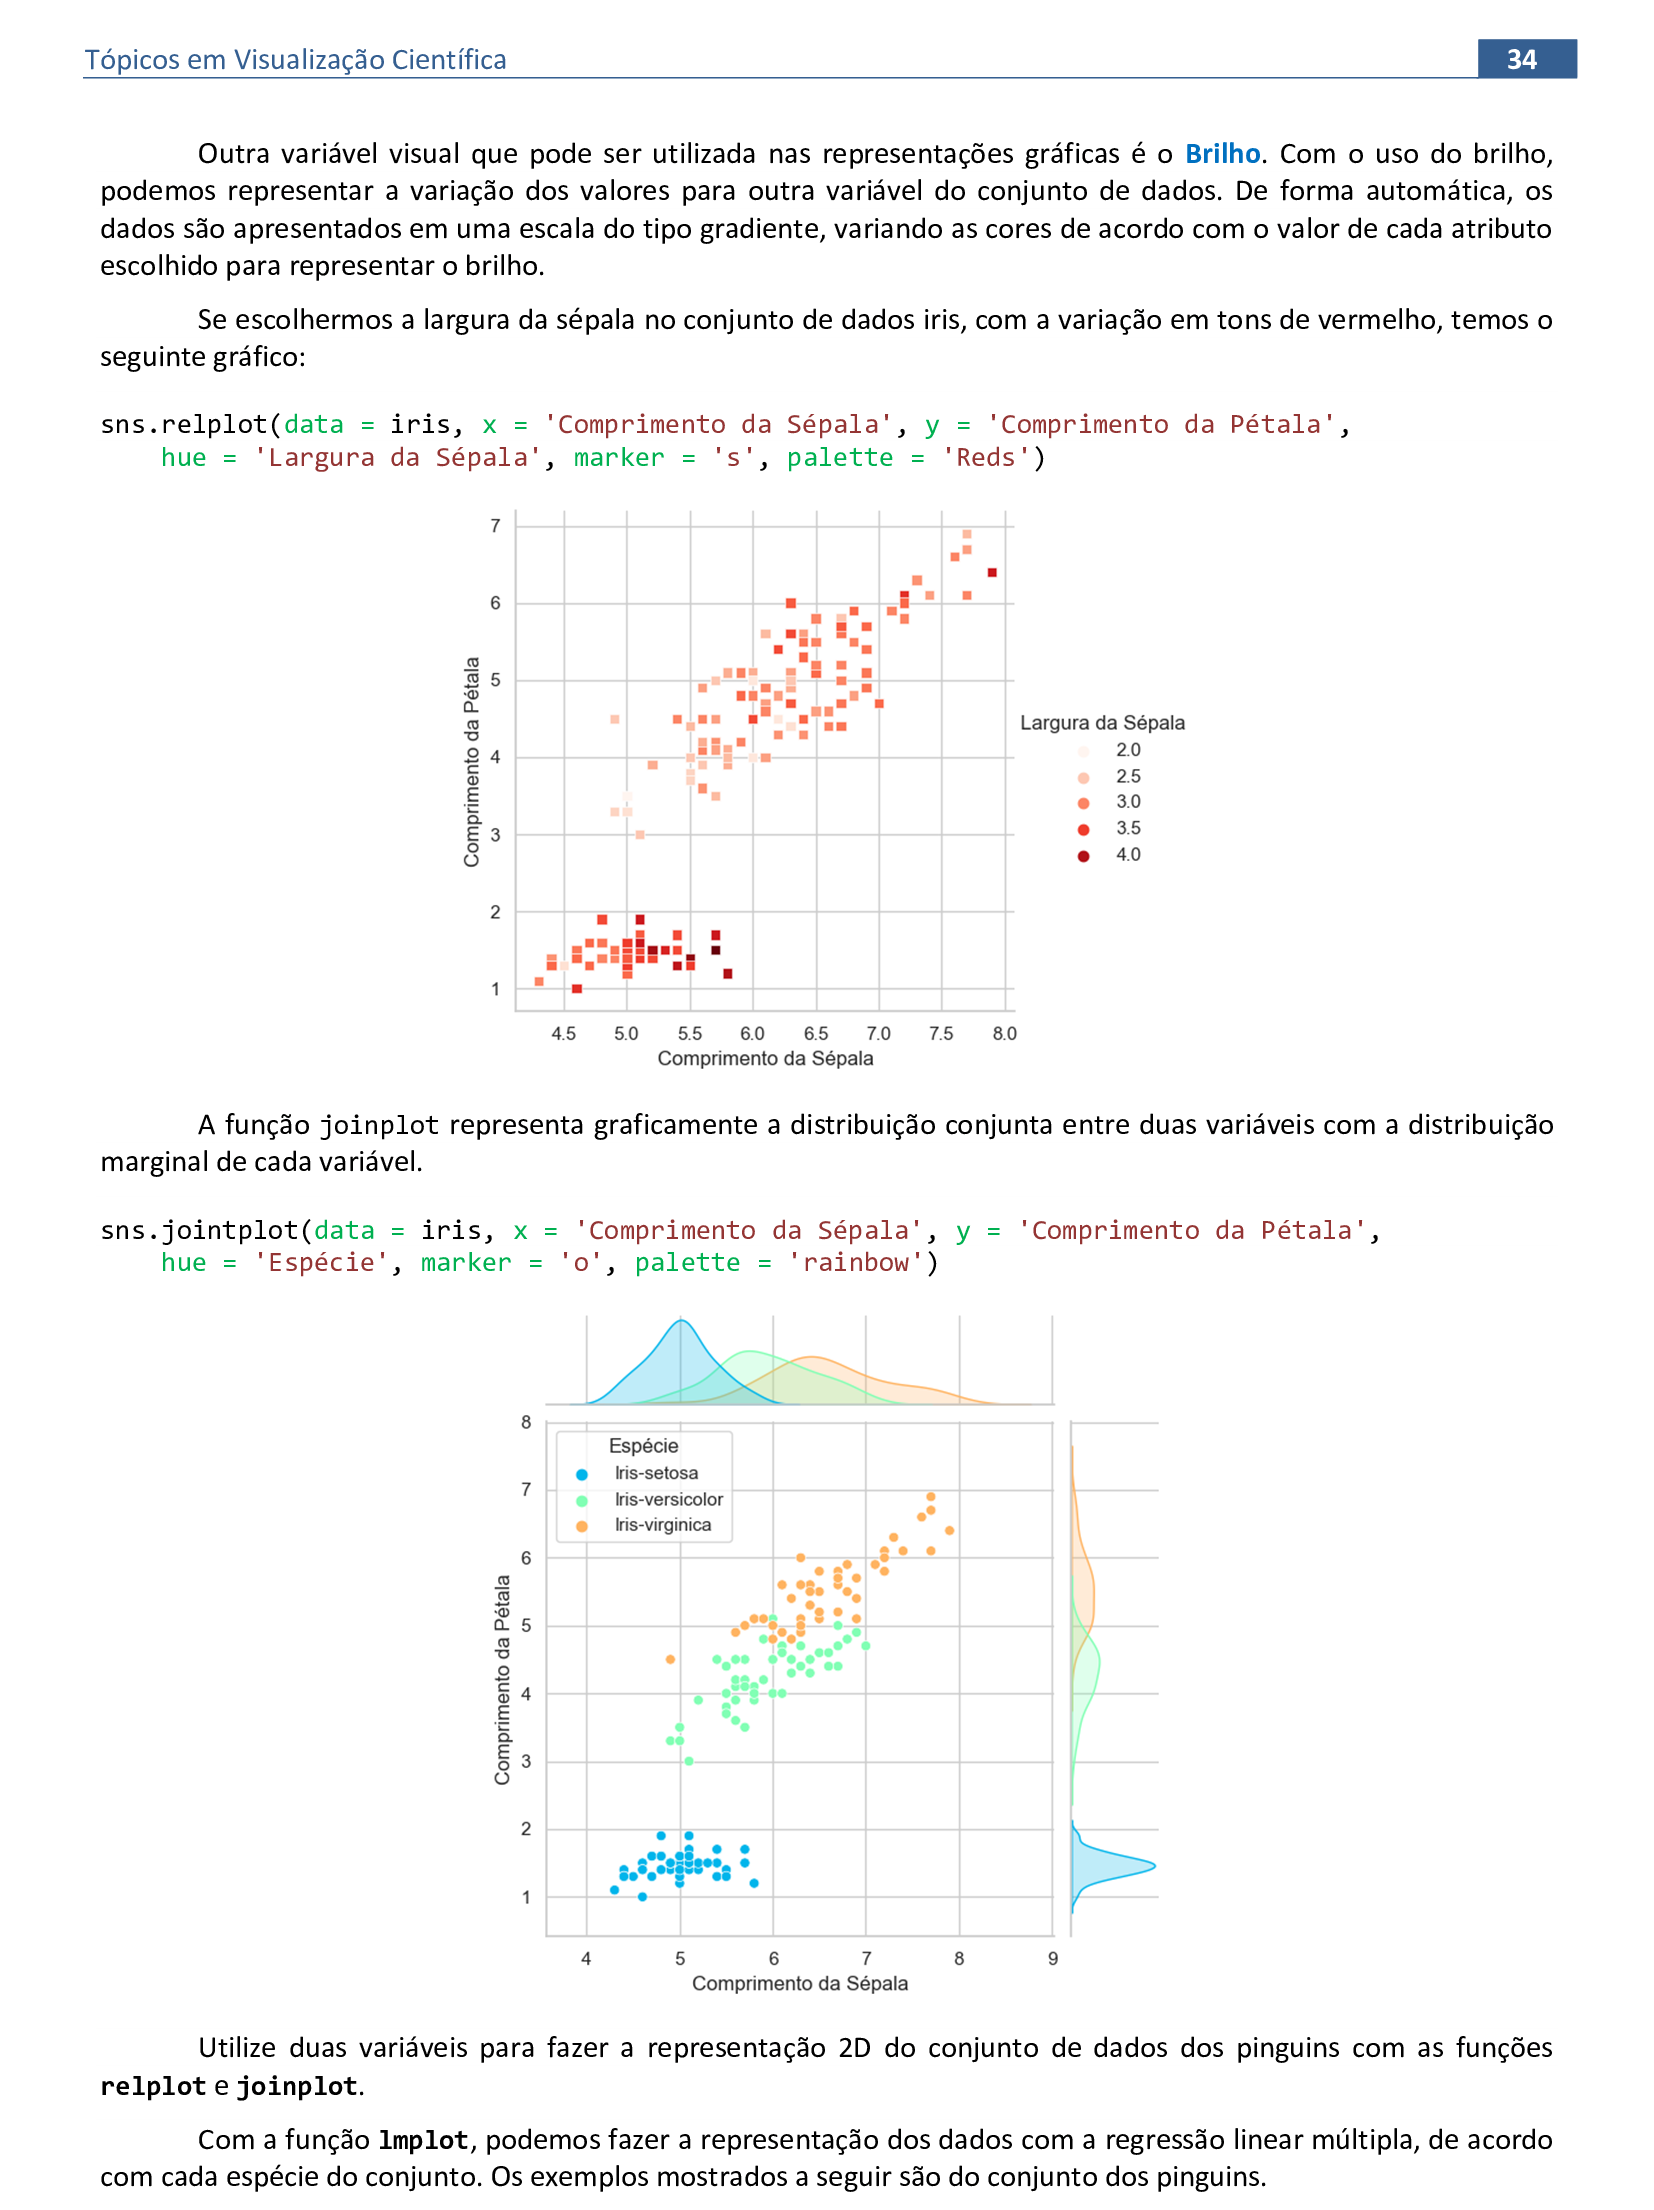 Tópicos em Visualização Científica
34
Outra variável visual que pode ser utilizada nas representações gráficas é o Brilho. Com o uso do brilho,
podemos representar a variação dos valores para outra variável do conjunto de dados. De forma automática, os
dados são apresentados em uma escala do tipo gradiente, variando as cores de acordo com o valor de cada atributo
escolhido para representar o brilho.
Se escolhermos a largura da sépala no conjunto de dados iris, com a variação em tons de vermelho, temos o
seguinte gráfico:
sns.relplot(data = iris, x = 'Comprimento da Sépala', y = 'Comprimento da Pétala',
hue = 'Largura da Sépala', marker = 's', palette = 'Reds')
7
6
5
4
3
2
1
Comprimento da Pétala
4.5 5.0 5.5 6.0 6.5 7.0 7.5 8.0
Comprimento da Sépala
Largura da Sépala
2.0
2.5
3.0
3.5
4.0
A função joinplot representa graficamente a distribuição conjunta entre duas variáveis com a distribuição
marginal de cada variável.
sns.jointplot(data = iris, x = 'Comprimento da Sépala', y = 'Comprimento da Pétala',
hue = 'Espécie', marker = 'o', palette = 'rainbow')
8
7
6
5
4
3
2
1
Comprimento da Pétala
Espécie
Iris-setosa
Iris-versicolor
Iris-virginica
4 5 6 7 8 9
Comprimento da Sépala
Utilize duas variáveis para fazer a representação 2D do conjunto de dados dos pinguins com as funções
relplot e joinplot.
Com a função lmplot, podemos fazer a representação dos dados com a regressão linear múltipla, de acordo
com cada espécie do conjunto. Os exemplos mostrados a seguir são do conjunto dos pinguins.